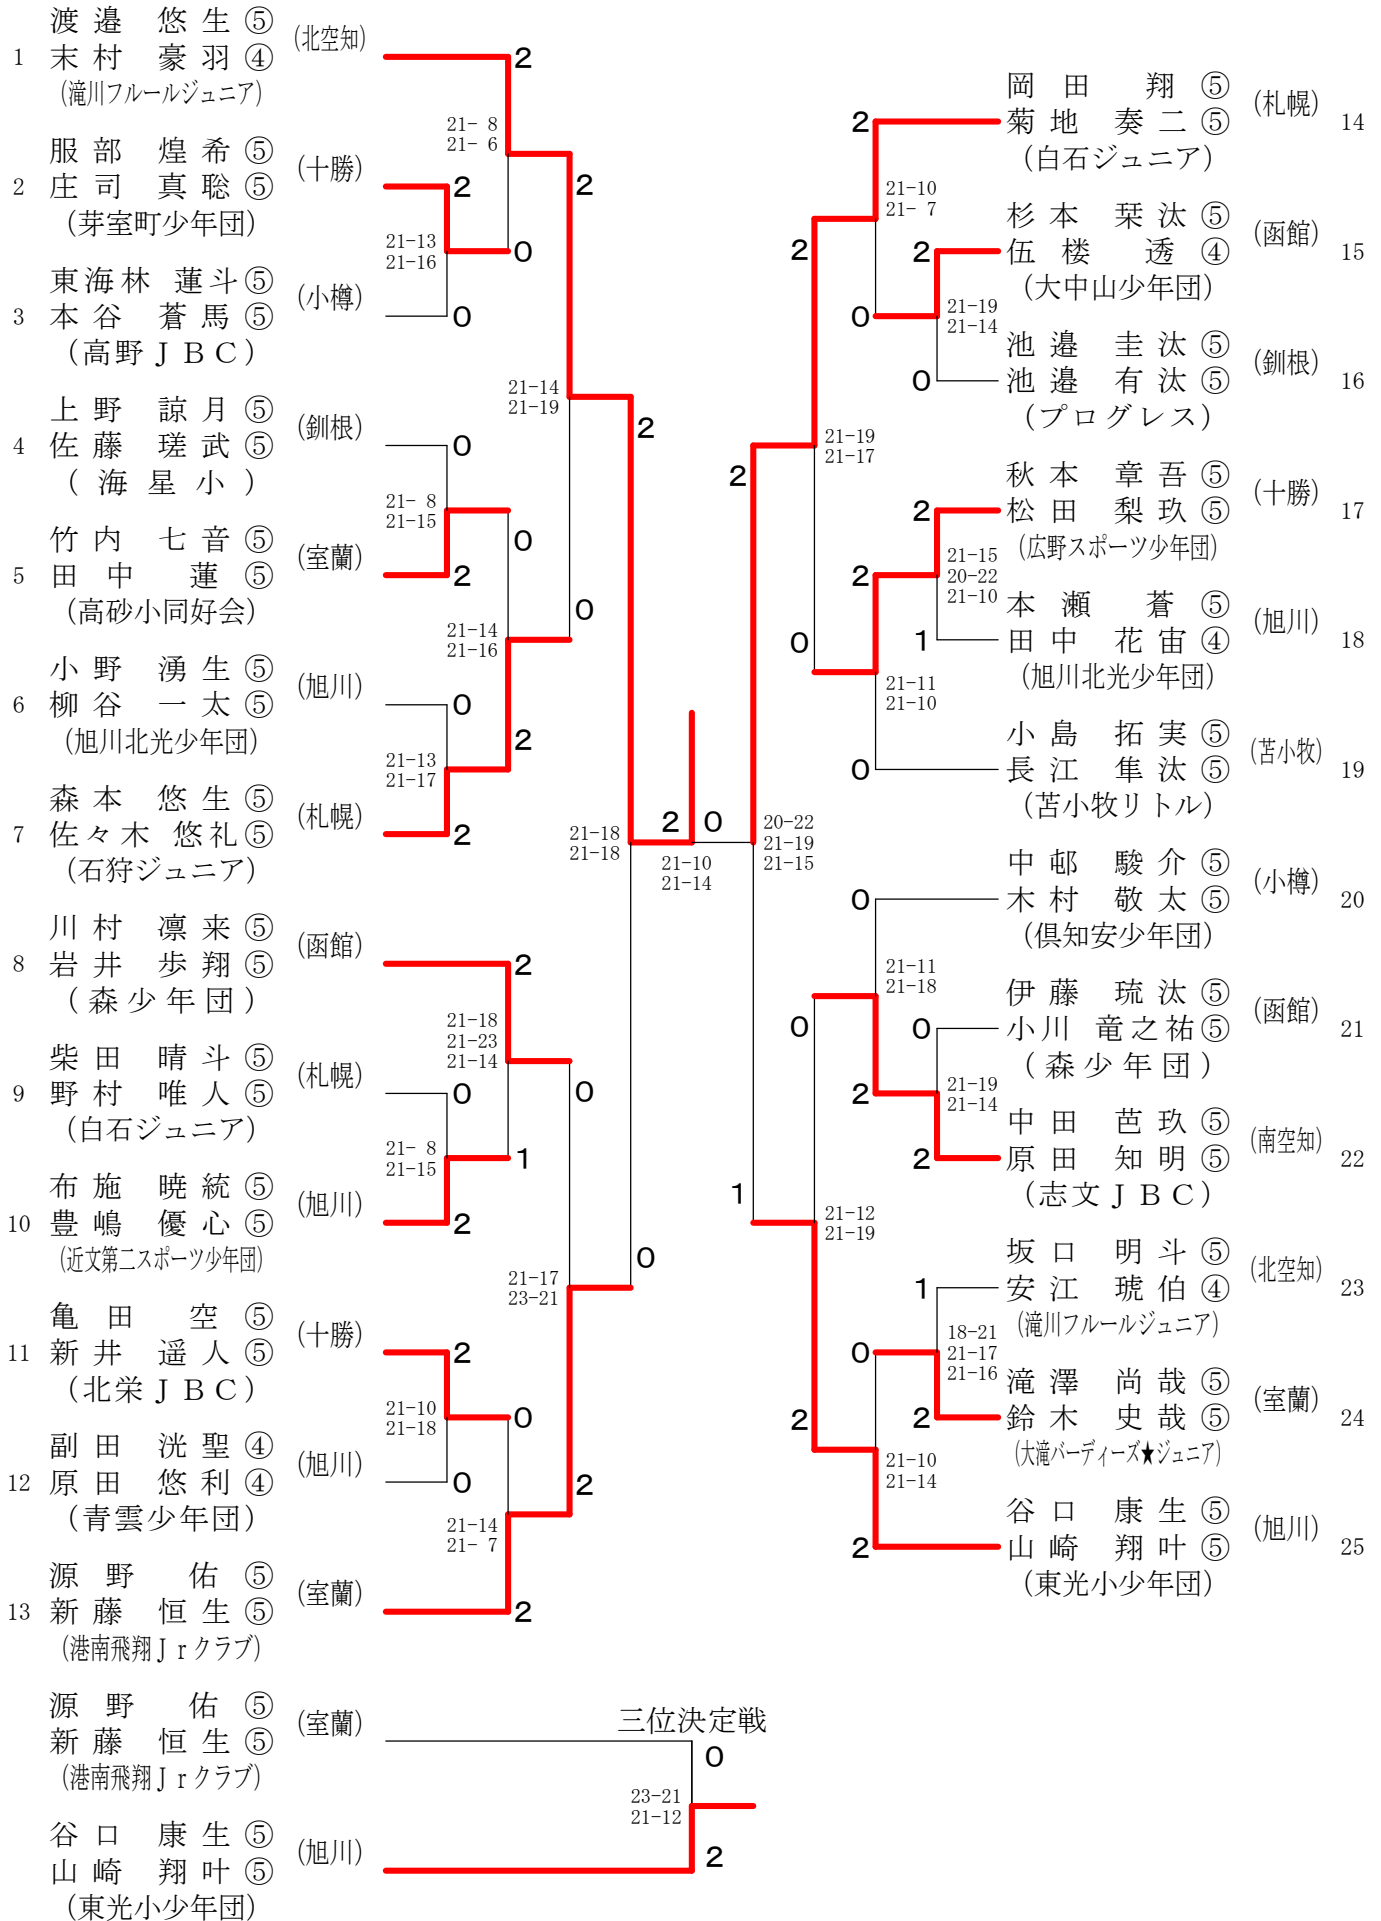 渡邉 悠生⑤ (北空知)
1 末村 豪羽④
(滝川フルールジュニア)
服部 煌希⑤ (十勝)
2 庄司 真聡⑤
(芽室町少年団)
東海林 蓮斗⑤ (小樽)
3 本谷 蒼馬⑤
(高野ＪＢＣ)
上野 諒月⑤ (釧根)
4 佐藤 瑳武⑤
(海星小)
竹内 七音⑤ (室蘭)
5 田中 蓮⑤
(高砂小同好会)
小野 湧生⑤ (旭川)
6 柳谷 一太⑤
(旭川北光少年団)
森本 悠生⑤ (札幌)
7 佐々木 悠礼⑤
(石狩ジュニア)
川村 凛来⑤ (函館)
8 岩井 歩翔⑤
(森少年団)
柴田 晴斗⑤ (札幌)
9 野村 唯人⑤
(白石ジュニア)
布施 暁統⑤ (旭川)
10 豊嶋 優心⑤
(近文第二スポーツ少年団)
亀田 空⑤ (十勝)
11 新井 遥人⑤
(北栄ＪＢＣ)
副田 洸聖④ (旭川)
12 原田 悠利④
(青雲少年団)
源野 佑⑤ (室蘭)
13 新藤 恒生⑤
(港南飛翔Ｊｒクラブ)
2
21- 8
21- 6
2
21-13
21-16
0
0
2
21-14
21-19
0
21- 8
21-15
2
0
21-14
21-16
0
0
21-13
21-17
2
2
2
21-18
21-18
2
21-18
21-23
21-14
0
21- 8
21-15
2
1
0
21-17
23-21
0
2
21-10
21-18
0
0
21-14
21- 7
2
2
2 0
21-10
21-14
岡田 翔⑤ (札幌)
菊地 奏二⑤ 14
(白石ジュニア)
杉本 栞汰⑤ (函館)
伍楼 透④ 15
(大中山少年団)
池邉 圭汰⑤ (釧根)
池邉 有汰⑤ 16
(プログレス)
秋本 章吾⑤ (十勝)
松田 梨玖⑤ 17
(広野スポーツ少年団)
本瀬 蒼⑤ (旭川)
田中 花宙④ 18
(旭川北光少年団)
小島 拓実⑤ (苫小牧)
長江 隼汰⑤ 19
(苫小牧リトル)
中邨 駿介⑤ (小樽)
木村 敬太⑤ 20
(倶知安少年団)
伊藤 琉汰⑤ (函館)
小川 竜之祐⑤ 21
(森少年団)
中田 芭玖⑤ (南空知)
原田 知明⑤ 22
(志文ＪＢＣ)
坂口 明斗⑤ (北空知)
安江 琥伯④ 23
(滝川フルールジュニア)
滝澤 尚哉⑤ (室蘭)
鈴木 史哉⑤ 24
(大滝バーディーズ★ジュニア)
谷口 康生⑤ (旭川)
山崎 翔叶⑤ 25
(東光小少年団)
2
21-10
21- 7
2
2
21-19
21-14
0
0
21-19
21-17
2
2
21-15
20-22
21-10
2
1
0
21-11
21-10
0
20-22
21-19
21-15
0
21-11
21-18
0
0
21-19
21-14
2
2
1
21-12
21-19
1
18-21
21-17
21-16
0
2
2
21-10
21-14
2
源野 佑⑤ (室蘭)
新藤 恒生⑤
(港南飛翔Ｊｒクラブ)
三位決定戦
0
23-21
21-12
2
谷口 康生⑤ (旭川)
山崎 翔叶⑤
(東光小少年団)